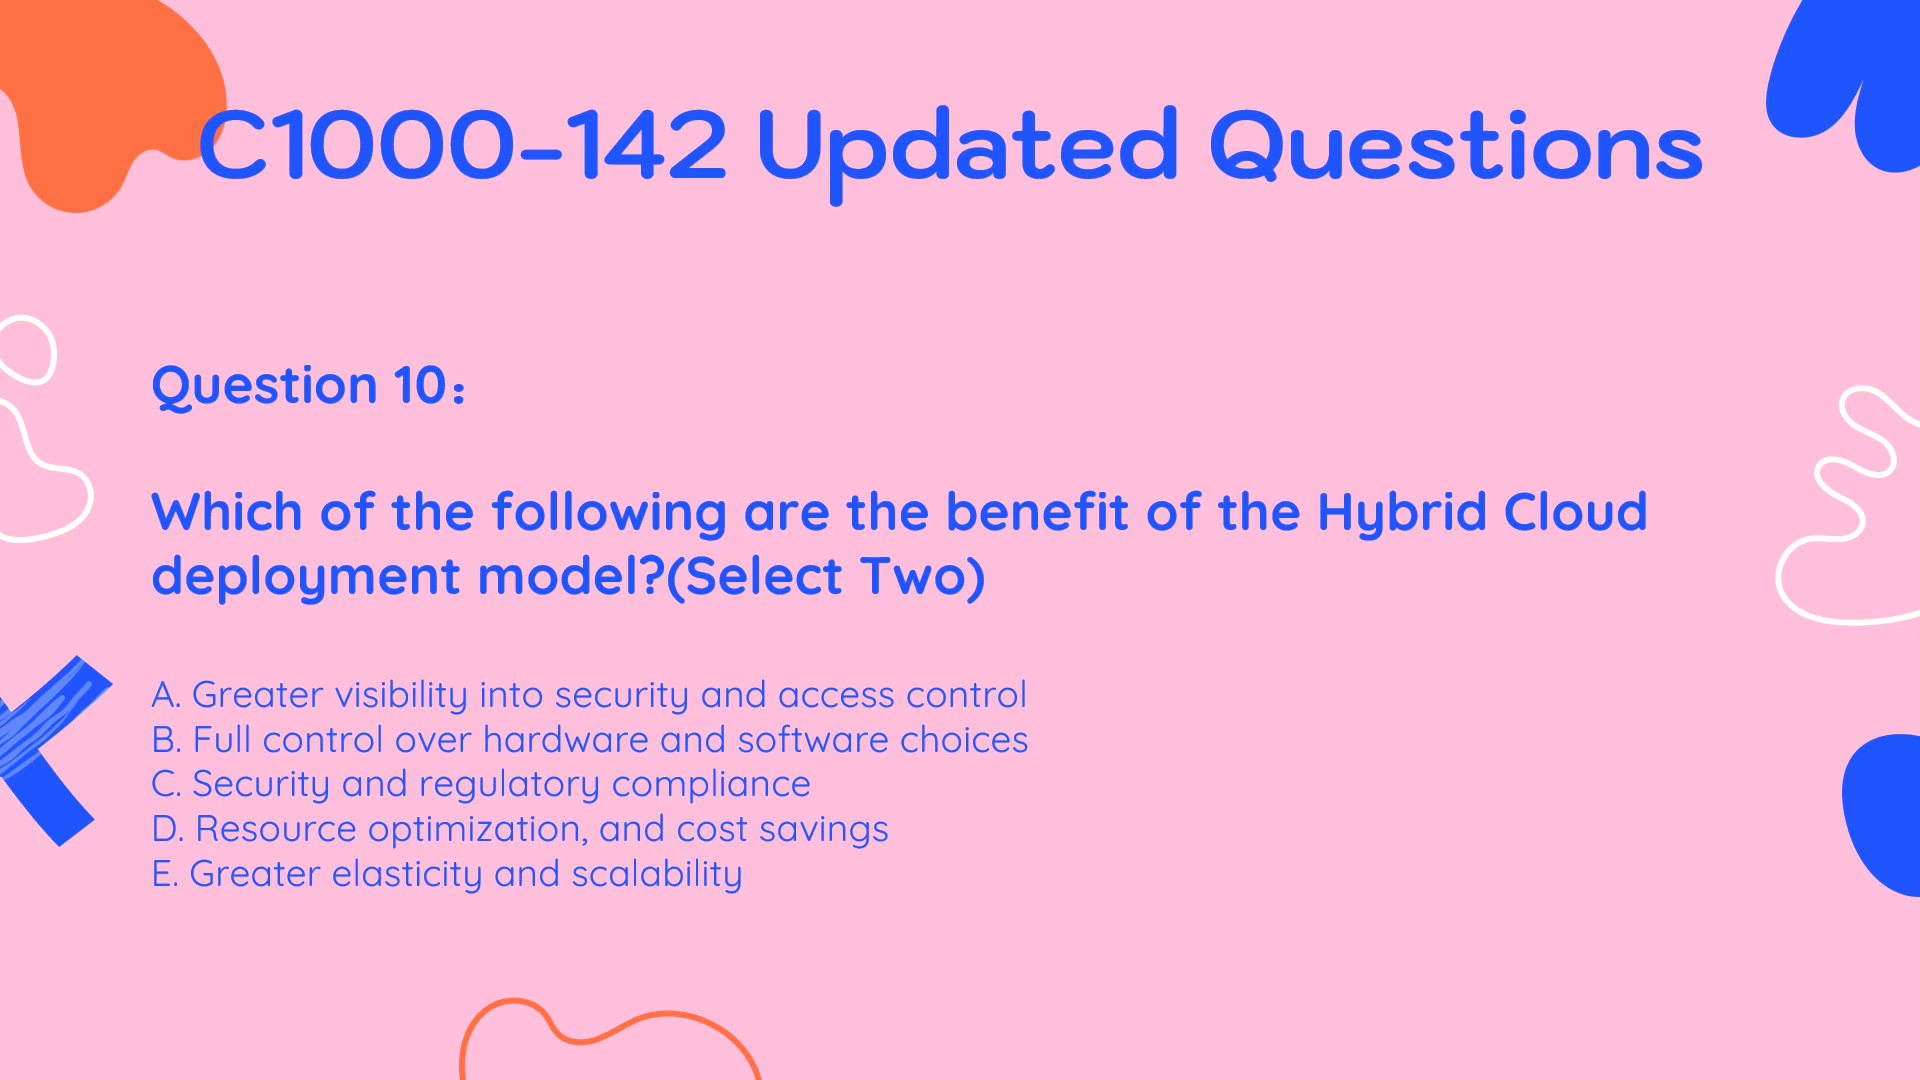 C1000-142 Updated Questions
Question 10:
Which of the following are the benefit of the Hybrid Cloud
deployment model?(Select Two)
A. Greater visibility into security and access control
B. Full control over hardware and software choices
C. Security and regulatory compliance
D. Resource optimization, and cost savings
E. Greater elasticity and scalability